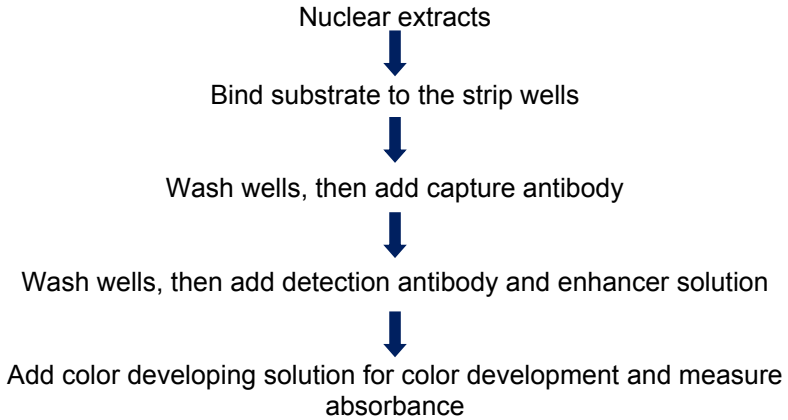 Nuclear extracts
Bind substrate to the strip wells
Wash wells, then add capture antibody
Wash wells, then add detection antibody and enhancer solution
Add color developing solution for color development and measure
absorbance